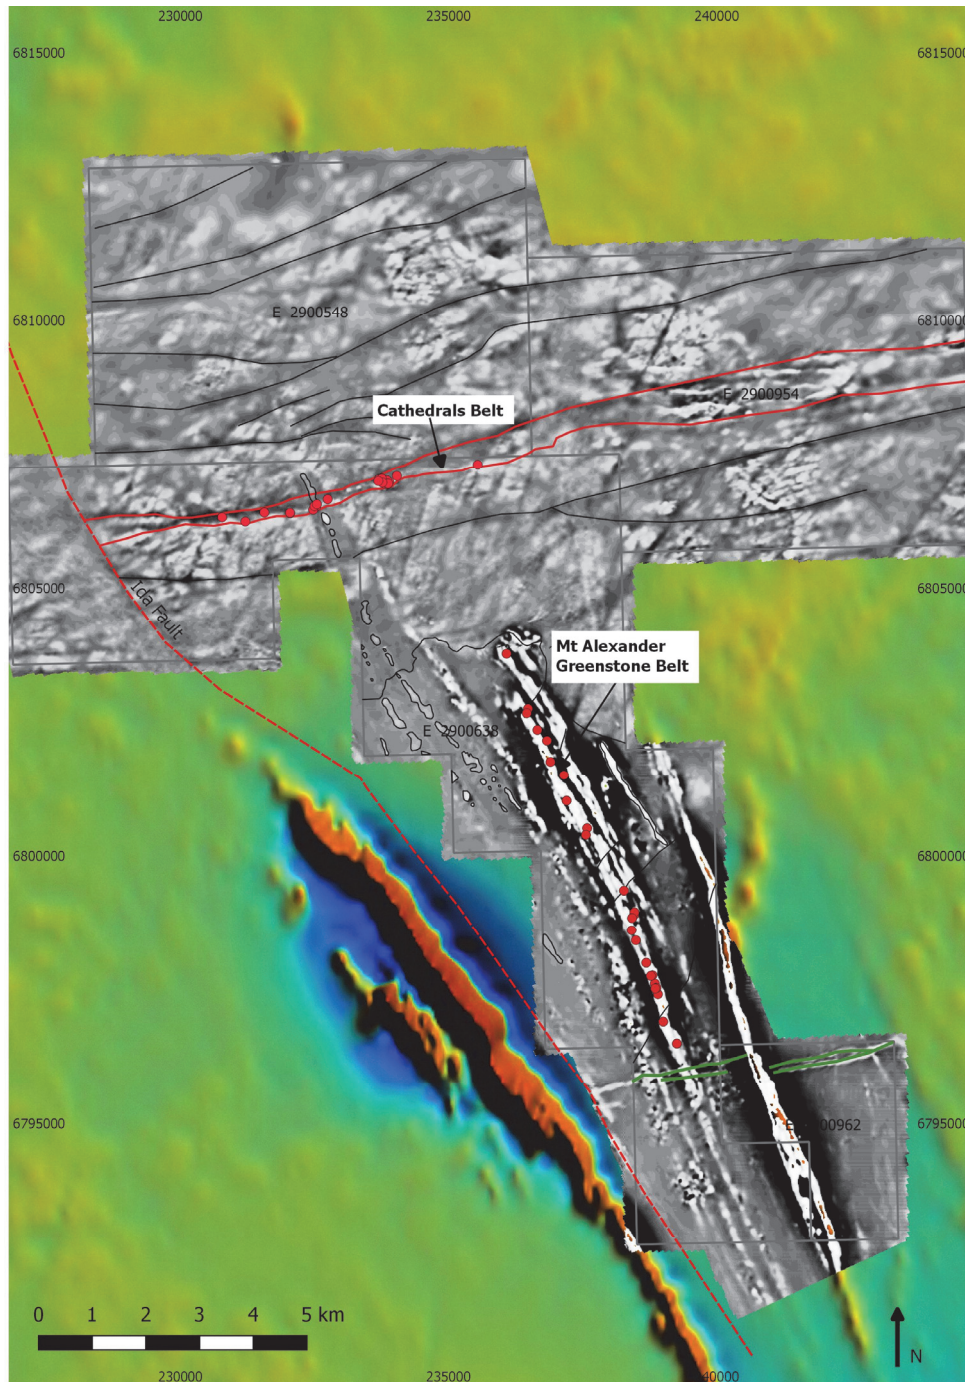 230000 235000 240000
6815000 6815000
E 2900548
6810000 6810000
E 2900954
Cathedrals Belt
6805000 6805000
Ida Fault
Mt Alexander
Greenstone Belt
E 2900638
6800000 6800000
6795000 6795000
962
0 1 2 3 4 5 km
N
230000 235000